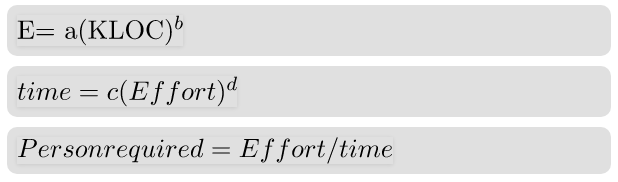 E= a(KLOC)^b
time = c(Effort)^d
Personrequired = Effort/time